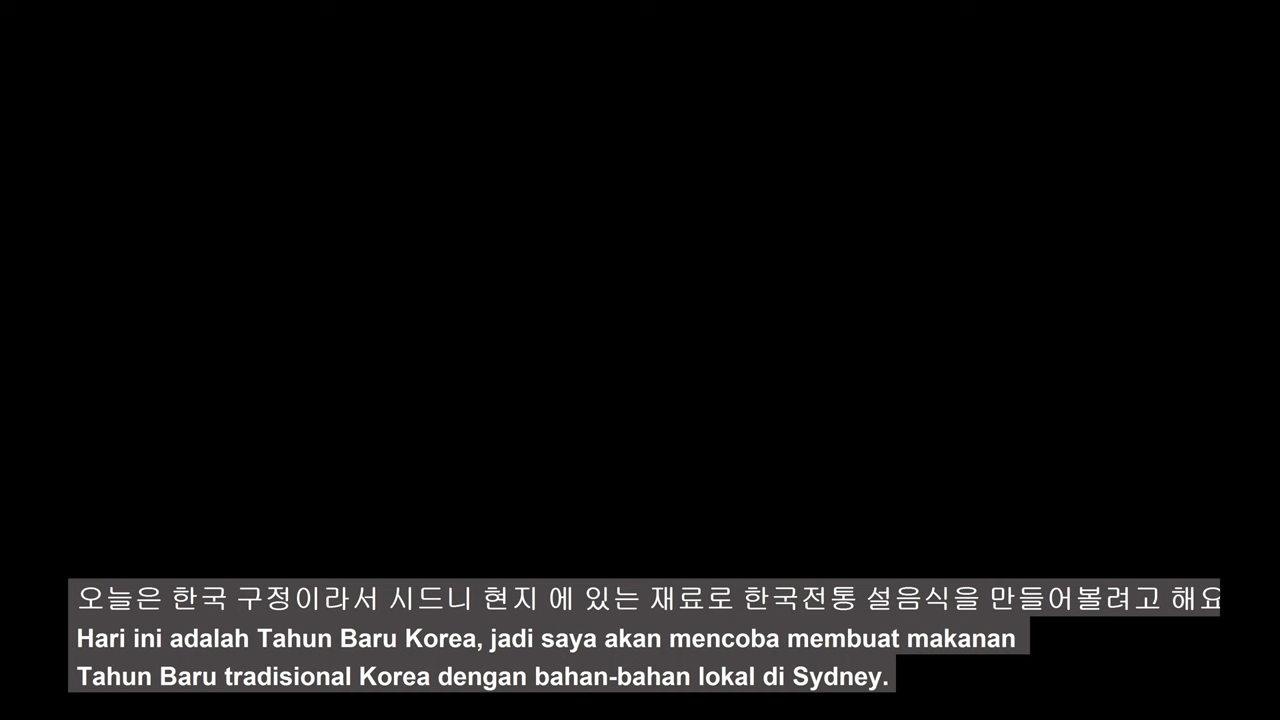 오늘은 한국 구정이라서 시드니 현지 에 있는 재료로 한국전통 설음식을 만들어볼려고 해요
Hari ini adalah Tahun Baru Korea, jadi saya akan mencoba membuat makanan
Tahun Baru tradisional Korea dengan bahan-bahan lokal di Sydney.